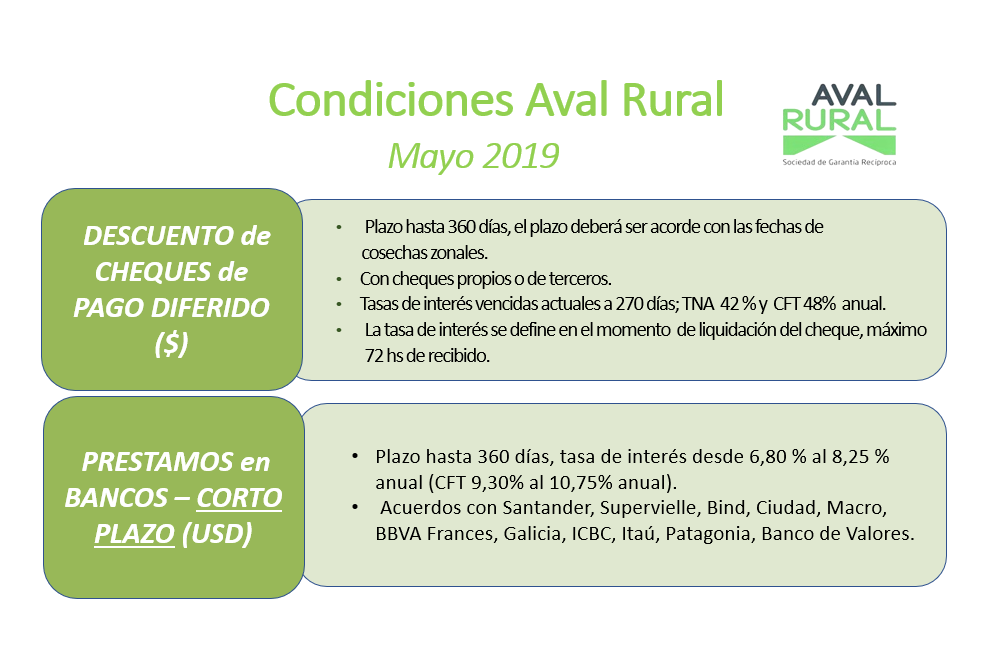 Condiciones Aval Rural
Mayo 2019
AVAL
RURAL
Sociedad de Garantía Recíproca
DESCUENTO de
CHEQUES de
PAGO DIFERIDO
($)
• Plazo hasta 360 días, el plazo deberá ser acorde con las fechas de
cosechas zonales.
• Con cheques propios o de terceros.
• Tasas de interés vencidas actuales a 270 días; TNA 42 % y CFT 48% anual.
• La tasa de interés se define en el momento de liquidación del cheque, máximo
72 hs de recibido.
PRESTAMOS en
BANCOS – CORTO
PLAZO (USD)
• Plazo hasta 360 días, tasa de interés desde 6,80 % al 8,25 %
anual (CFT 9,30% al 10,75% anual).
• Acuerdos con Santander, Supervielle, Bind, Ciudad, Macro,
BBVA Frances, Galicia, ICBC, Itaú, Patagonia, Banco de Valores.